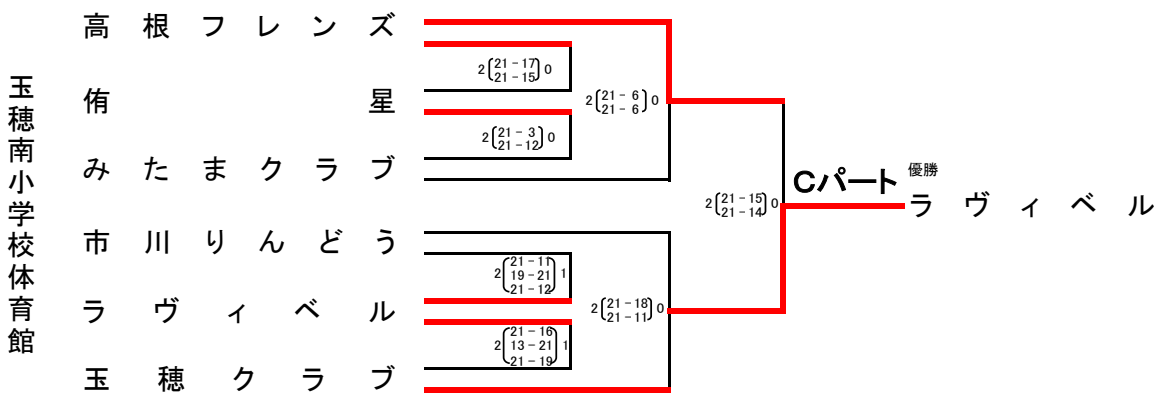 玉穂南小学校体育館
高根フレンズ
侑星
みたまクラブ
市川りんどう
ラヴィベル
玉穂クラブ
2 21－17 0
21－15
2 21－3 0
21－12
2 21－6 0
21－6
2 21－11 1
19－21
21－12
2 21－16 1
13－21
21－19
2 21－18 0
21－11
2 21－15 0
21－14
Cパート
優勝
ラヴィベル